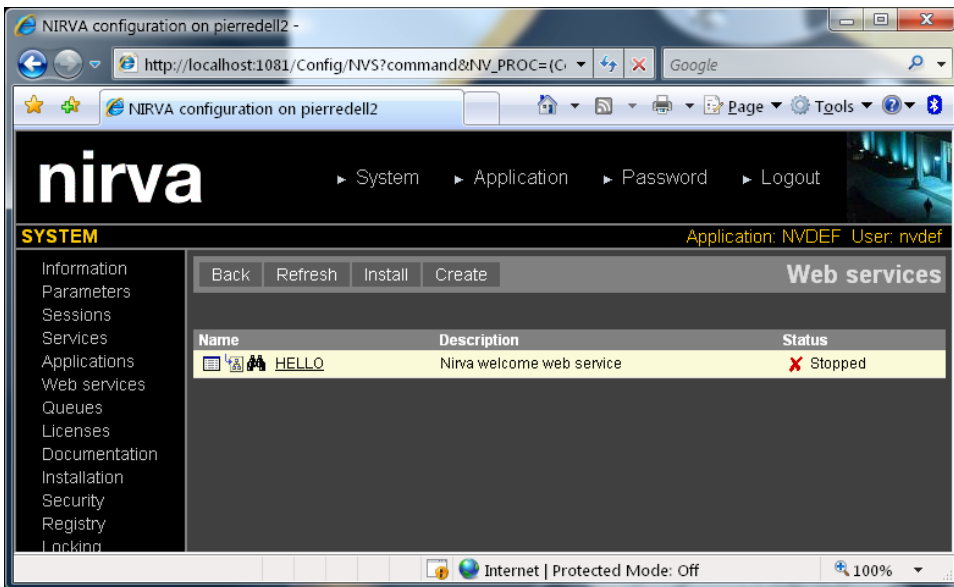 NIRVA configuration on pierredell2 -
http://localhost:1081/Config/NVS?command&NV_PROC=(C
Google
NIRVA configuration on pierredell2
Page
Tools
nirva
System
Application
Password
Logout
SYSTEM
Application: NVDEF User: nvdef
Information
Parameters
Sessions
Services
Applications
Web services
Queues
Licenses
Documentation
Installation
Security
Registry
Locking
Back Refresh Install Create
Web services
Name Description Status
HELLO Nirva welcome web service Stopped
Internet | Protected Mode: Off
100%